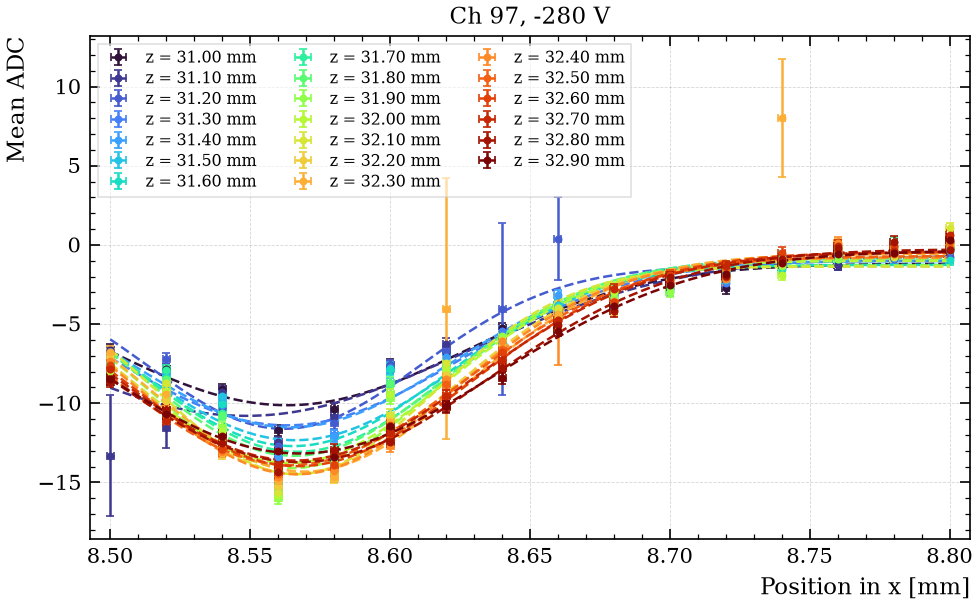 Ch 97, -280 V
Mean ADC
z = 31.00 mm
z = 31.10 mm
z = 31.20 mm
z = 31.30 mm
z = 31.40 mm
z = 31.50 mm
z = 31.60 mm
z = 31.70 mm
z = 31.80 mm
z = 31.90 mm
z = 32.00 mm
z = 32.10 mm
z = 32.20 mm
z = 32.30 mm
z = 32.40 mm
z = 32.50 mm
z = 32.60 mm
z = 32.70 mm
z = 32.80 mm
z = 32.90 mm
10
5
0
−5
−10
−15
8.50 8.55 8.60 8.65 8.70 8.75 8.80
Position in x [mm]